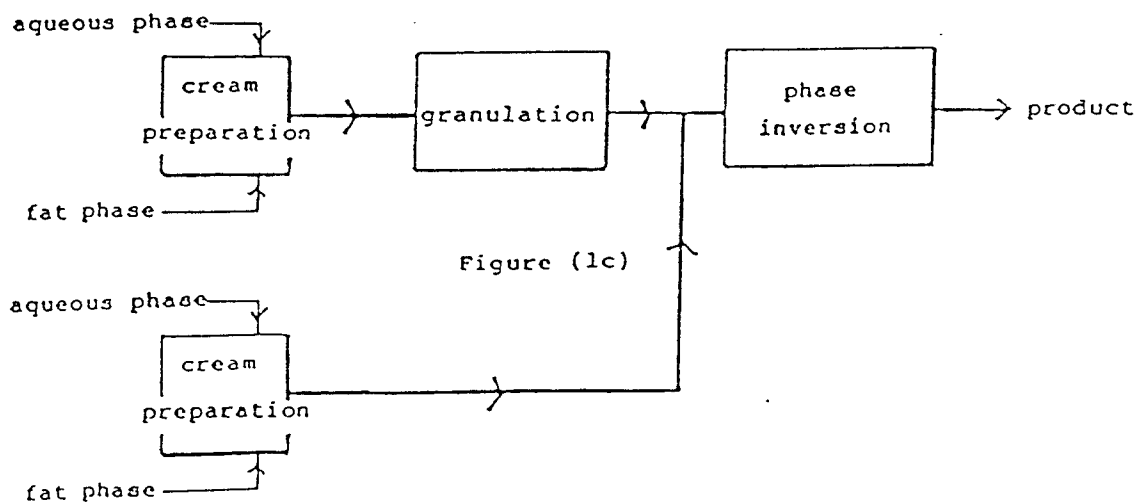 aqueous phase
cream
preparation
fat phase
granulation
phase
inversion
product
Figure (1c)
aqueous phase
cream
preparation
fat phase